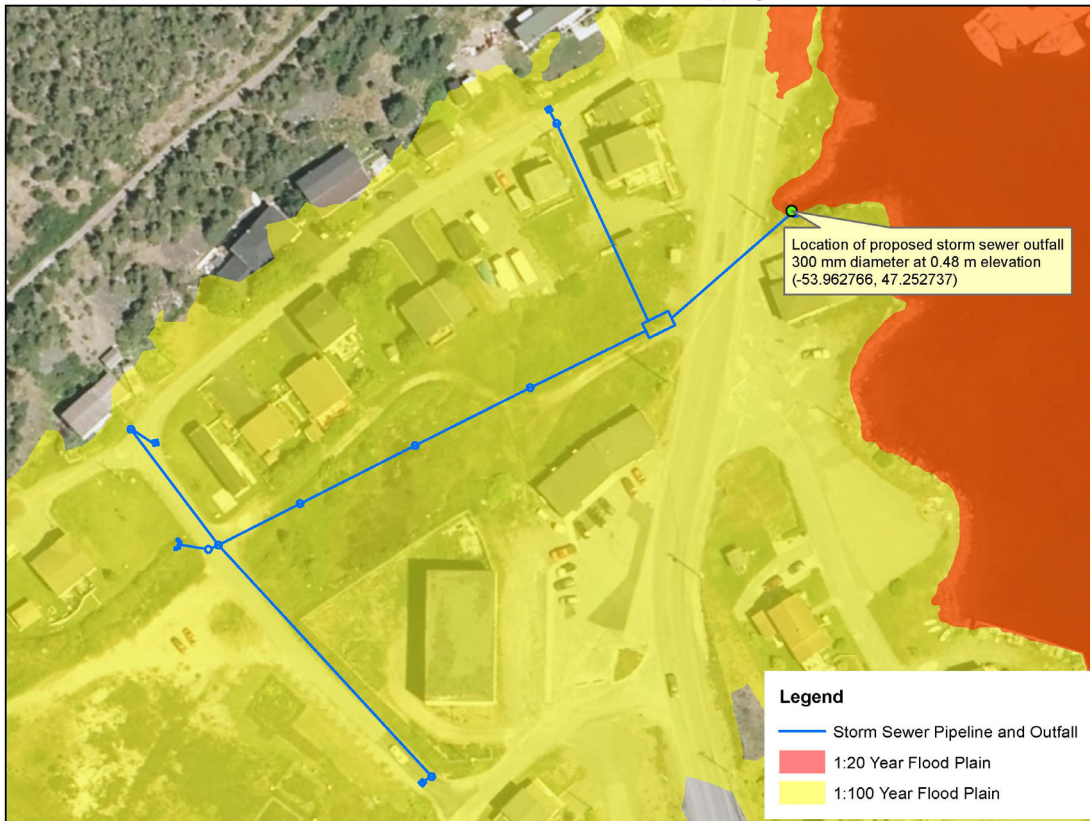 Location of proposed storm sewer outfall
300 mm diameter at 0.48 m elevation
(-53.962766, 47.252737)
Legend
Storm Sewer Pipeline and Outfall
1:20 Year Flood Plain
1:100 Year Flood Plain